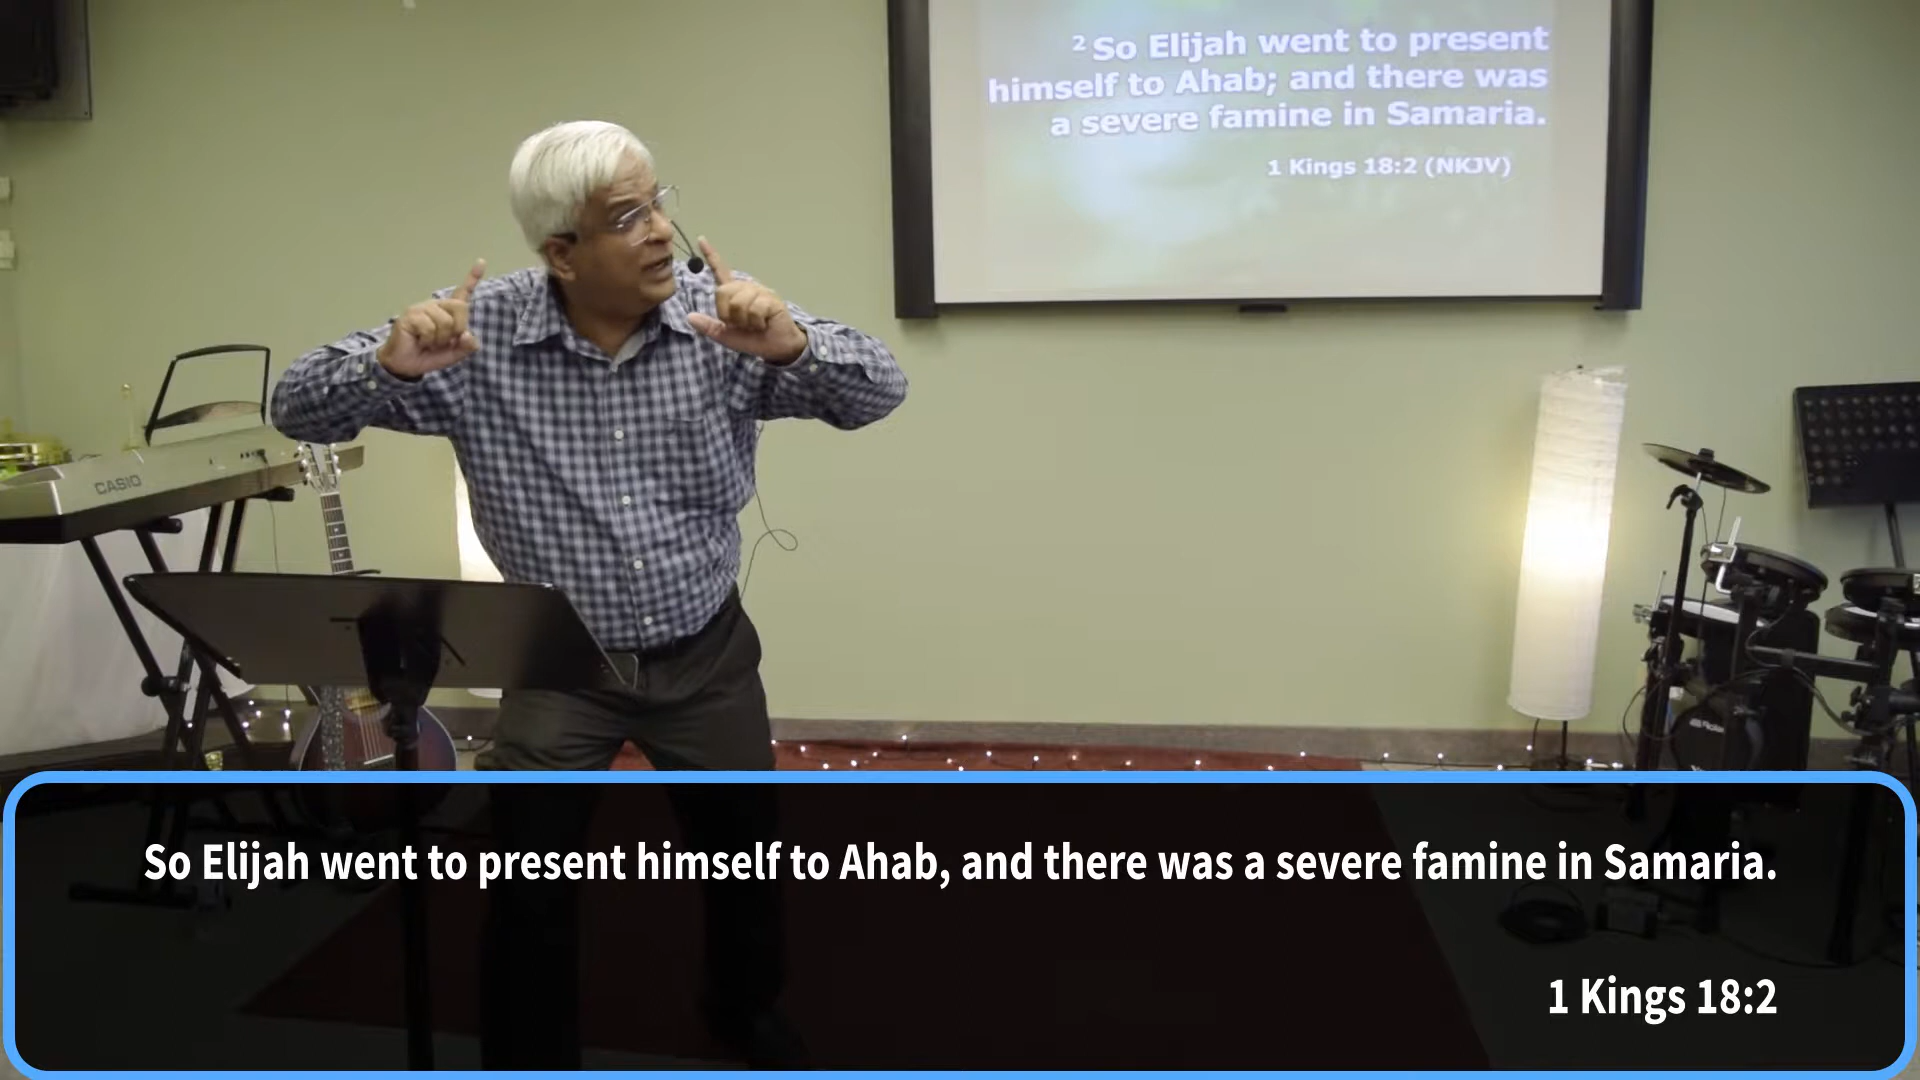 ² So Elijah went to present
himself to Ahab; and there was
a severe famine in Samaria.
1 Kings 18:2 (NKJV)
CASIO
Roland
So Elijah went to present himself to Ahab, and there was a severe famine in Samaria.
1 Kings 18:2